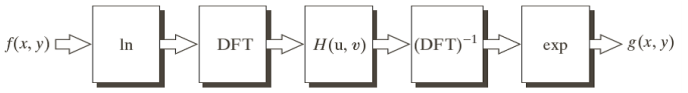 f(x, y) ln DFT H(u, v) (DFT)⁻¹ exp g(x, y)